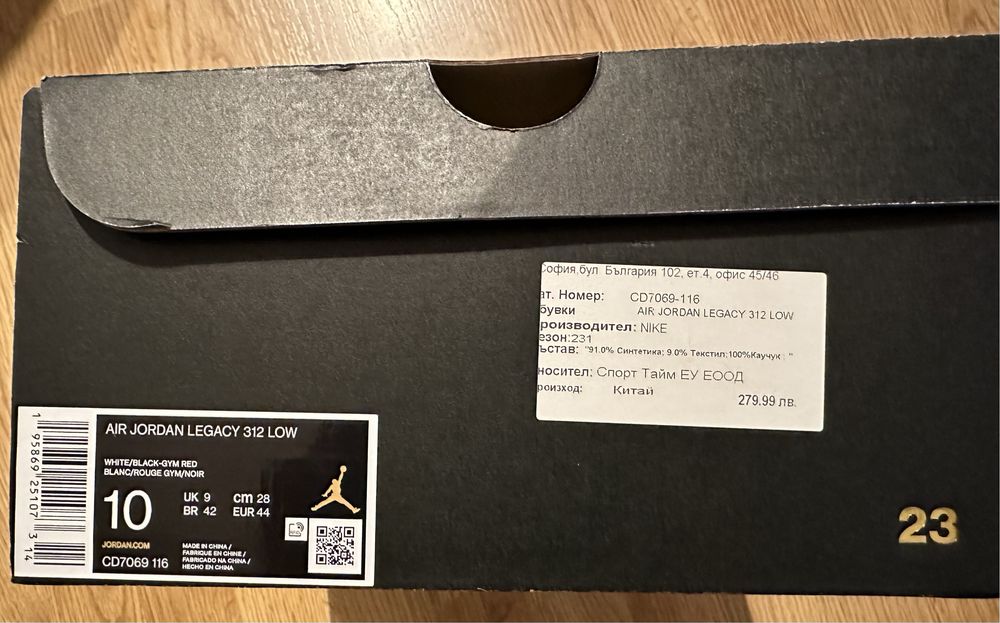 София,бул България 102, ет.4, офис 45/46
ат. Номер: CD7069-116
бувки AIR JORDAN LEGACY 312 LOW
роизводител: NIKE
езон:231
ъстав: "91.0% Синтетика; 9.0% Текстил;100%Каучук ; "
носител: Спорт Тайм ЕУ ЕООД
роизход: Китай
279.99 лв.
1 95869 25107 3 14
AIR JORDAN LEGACY 312 LOW
WHITE/BLACK-GYM RED
BLANC/ROUGE GYM/NOIR
10
UK 9 cm 28
BR 42 EUR 44
JORDAN.COM
CD7069 116
MADE IN CHINA /
FABRIQUE EN CHINE /
FABRICADO NA CHINA /
HECHO EN CHINA
23